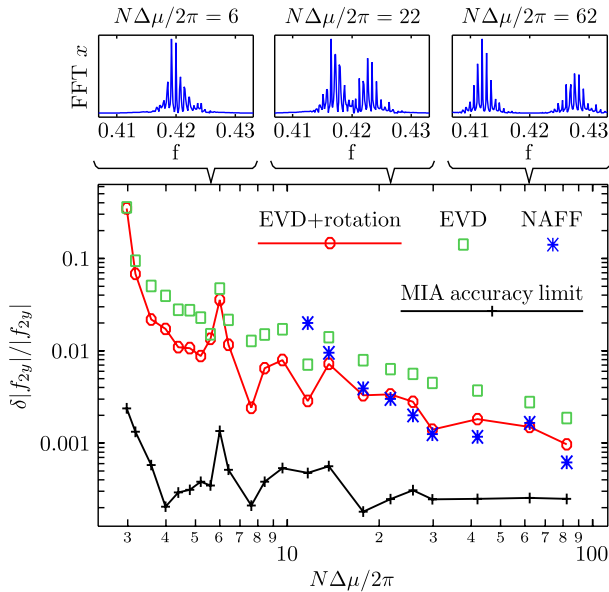 NΔμ/2π = 6 NΔμ/2π = 22 NΔμ/2π = 62
FFT x
0.41 0.42 0.43 0.41 0.42 0.43 0.41 0.42 0.43
f f f
EVD+rotation EVD NAFF
MIA accuracy limit
0.1
0.01
0.001
δ|f2y|/|f2y|
3 4 5 6 7 8 9 10 2 3 4 5 6 7 8 9 100
NΔμ/2π